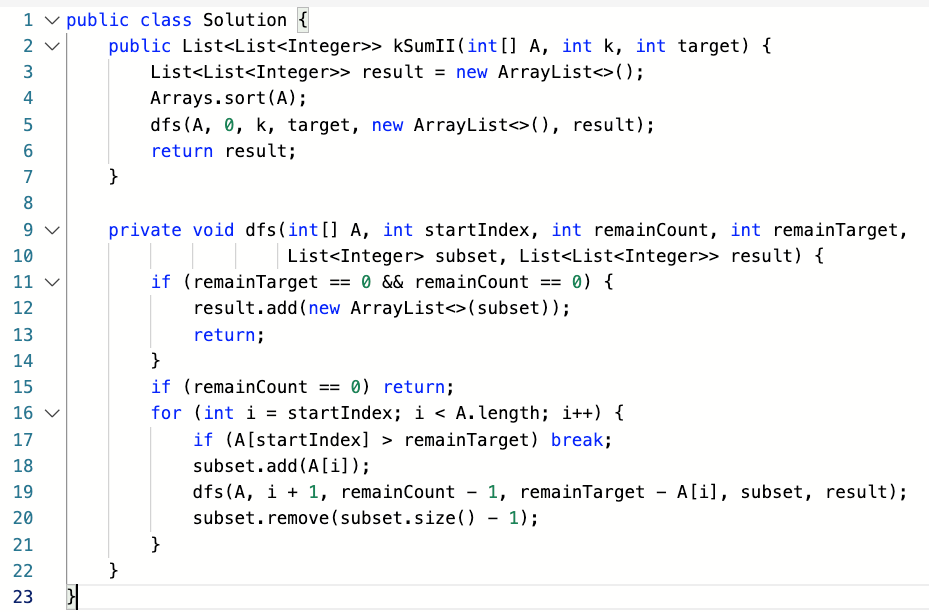 1 public class Solution {
2     public List<List<Integer>> kSumII(int[] A, int k, int target) {
3         List<List<Integer>> result = new ArrayList<>();
4         Arrays.sort(A);
5         dfs(A, 0, k, target, new ArrayList<>(), result);
6         return result;
7     }
8
9     private void dfs(int[] A, int startIndex, int remainCount, int remainTarget,
10                      List<Integer> subset, List<List<Integer>> result) {
11         if (remainTarget == 0 && remainCount == 0) {
12             result.add(new ArrayList<>(subset));
13             return;
14         }
15         if (remainCount == 0) return;
16         for (int i = startIndex; i < A.length; i++) {
17             if (A[startIndex] > remainTarget) break;
18             subset.add(A[i]);
19             dfs(A, i + 1, remainCount - 1, remainTarget - A[i], subset, result);
20             subset.remove(subset.size() - 1);
21         }
22     }
23 }